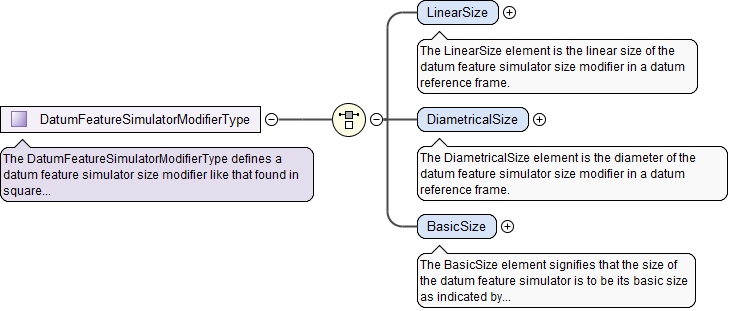 LinearSize
The LinearSize element is the linear size of the
datum feature simulator size modifier in a datum
reference frame.
DatumFeatureSimulatorModifierType
The DatumFeatureSimulatorModifierType defines a
datum feature simulator size modifier like that found in
square...
DiametricalSize
The DiametricalSize element is the diameter of the
datum feature simulator size modifier in a datum
reference frame.
BasicSize
The BasicSize element signifies that the size of
the datum feature simulator is to be its basic size
as indicated by...